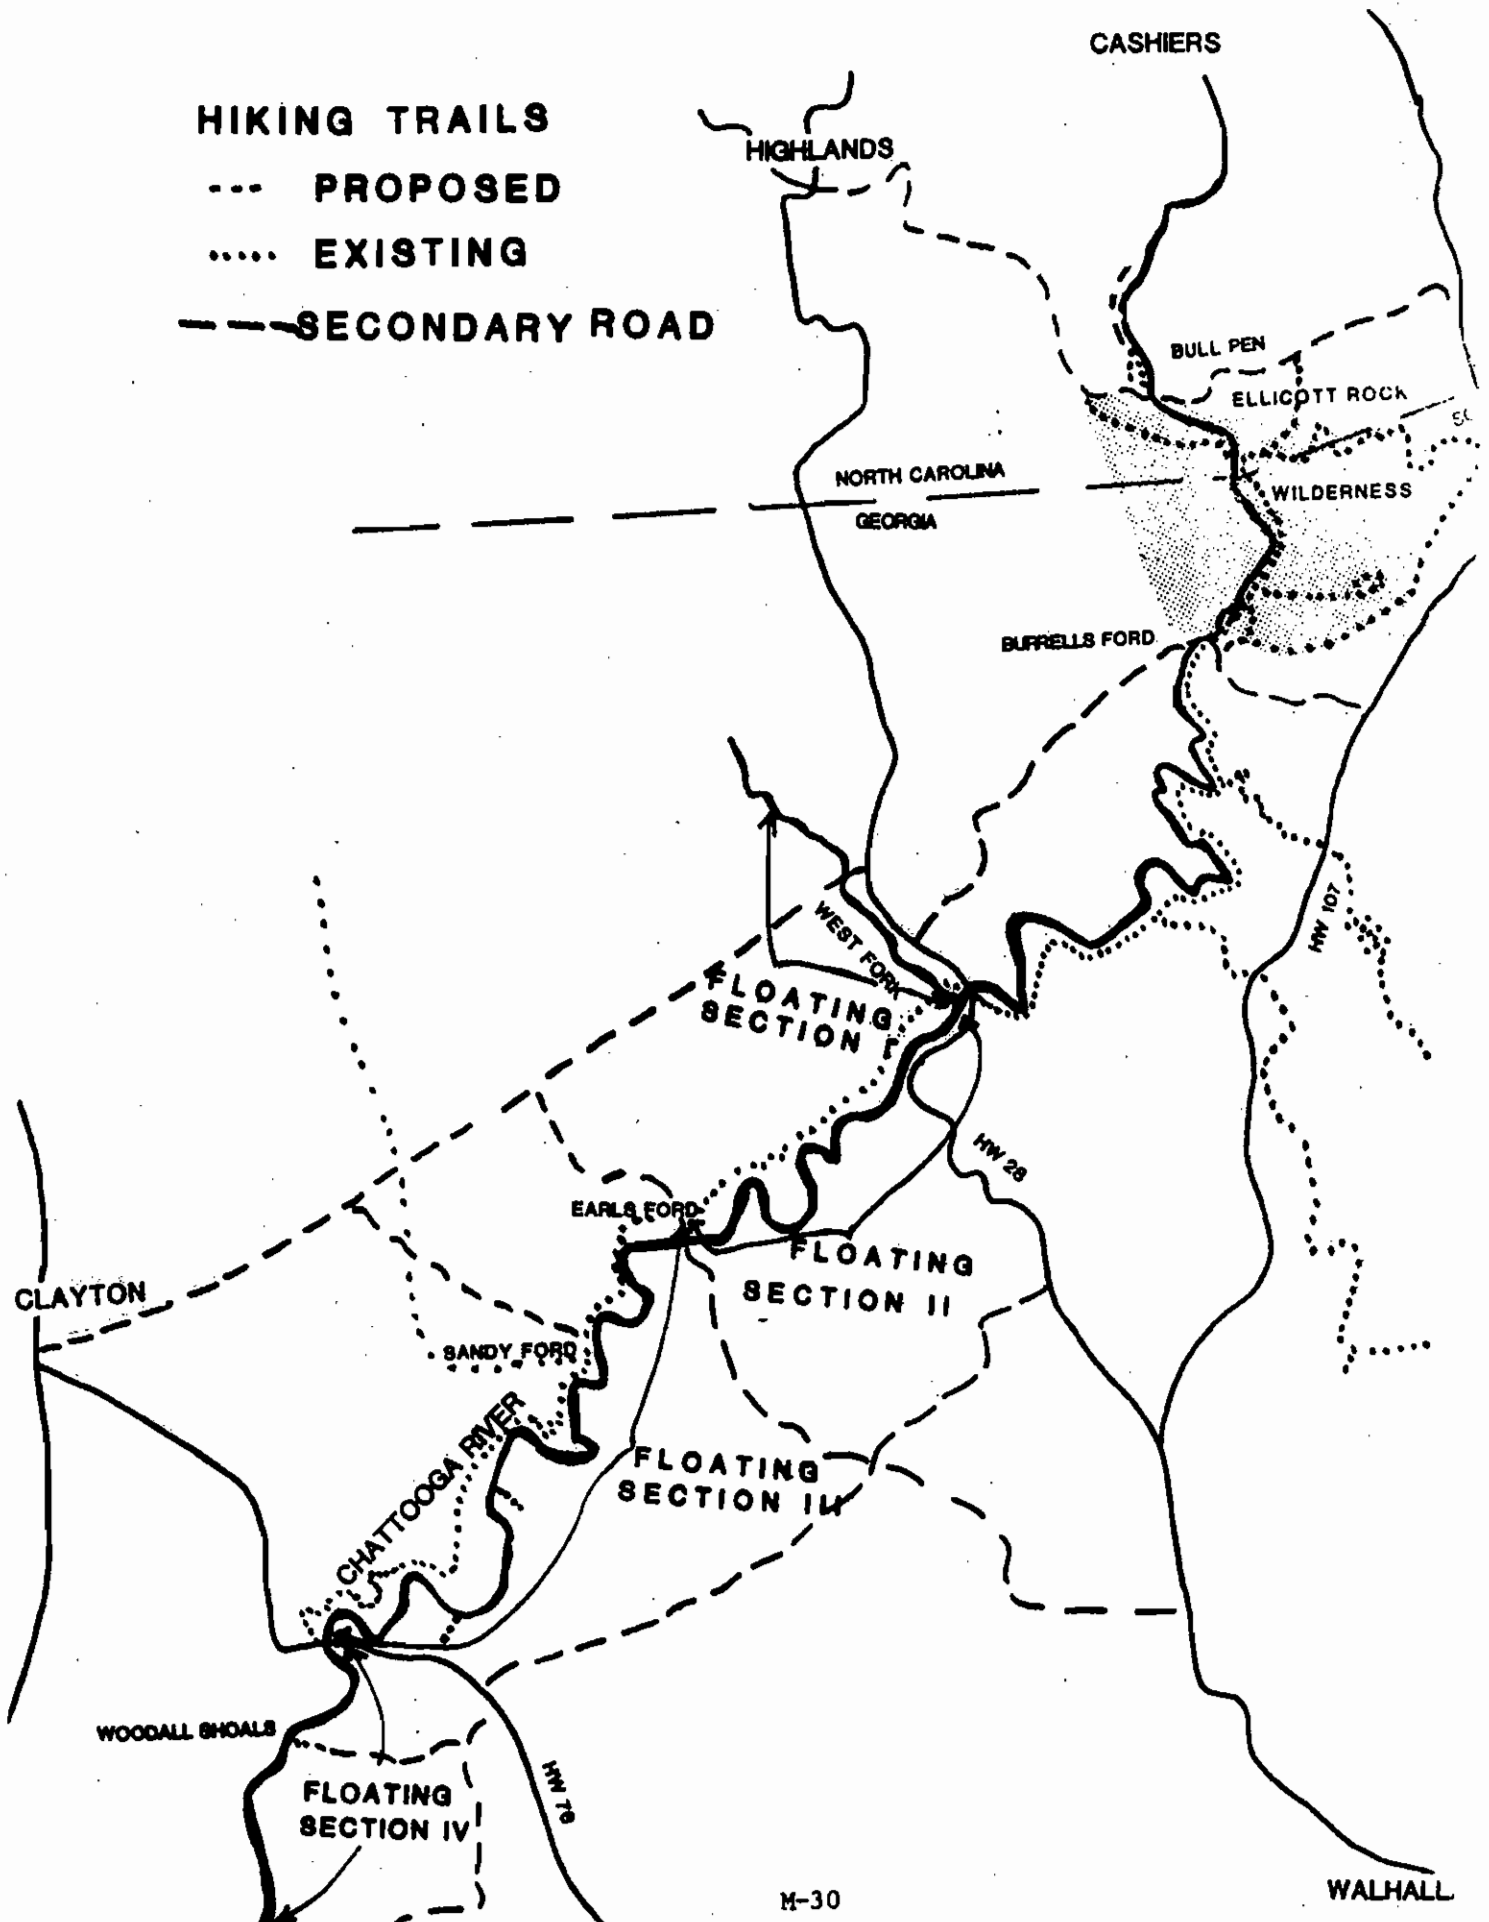 CASHIERS
HIKING TRAILS
HIGHLANDS
PROPOSED
EXISTING
SECONDARY ROAD
BULL PEN
ELLICOTT ROCK
NORTH CAROLINA
WILDERNESS
GEORGIA
BURRELLS FORD
HW 107
WEST FORK
FLOATING
SECTION I
HW 28
EARLS FORD
FLOATING
SECTION II
CLAYTON
SANDY FORD
CHATTOOGA RIVER
FLOATING
SECTION III
WOODALL SHOALS
HW 76
FLOATING
SECTION IV
WALHALL
M-30